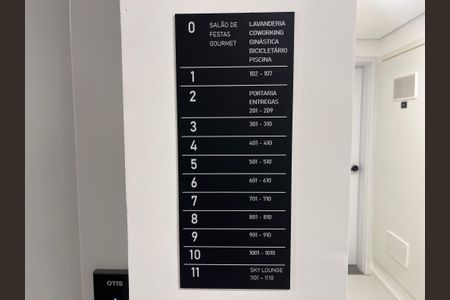 0 SALÃO DE FESTAS GOURMET
LAVANDERIA
COWORKING
GINÁSTICA
BICICLETÁRIO
PISCINA
1 102 - 107
2 PORTARIA
ENTREGAS
201 - 209
3 301 - 310
4 401 - 410
5 501 - 510
6 601 - 610
7 701 - 710
8 801 - 810
9 901 - 910
10 1001 - 1010
11 SKY LOUNGE
1101 - 1110
OTIS